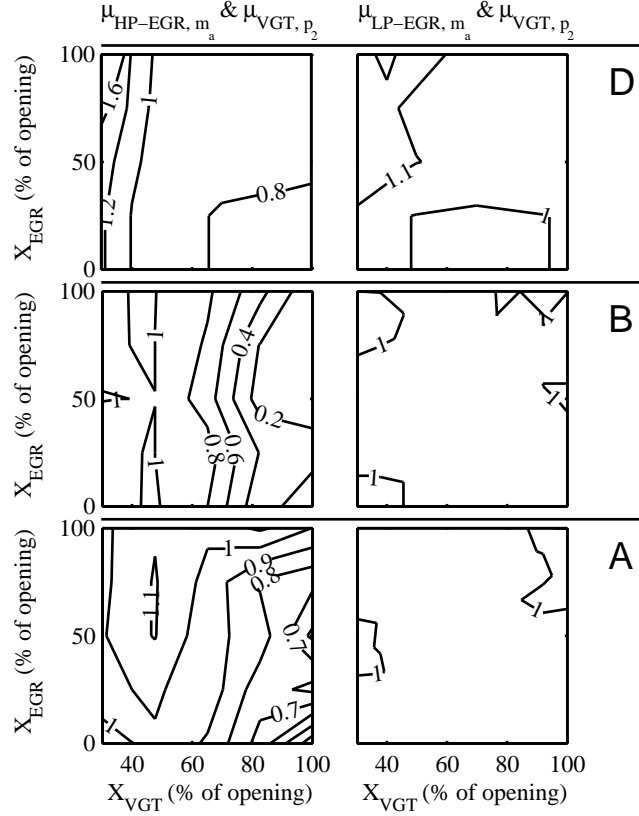 μHP−EGR, ma & μVGT, p2
μLP−EGR, ma & μVGT, p2
D
100
50
0
XEGR (% of opening)
1.6
1
1.2
0.8
1.1
1
B
100
50
0
XEGR (% of opening)
1
1
1
0.8
0.6
0.4
0.2
1
1
1
1
A
100
50
0
XEGR (% of opening)
1.1
1
0.9
0.8
0.7
0.7
1
1
1
40 60 80 100
40 60 80 100
XVGT (% of opening)
XVGT (% of opening)